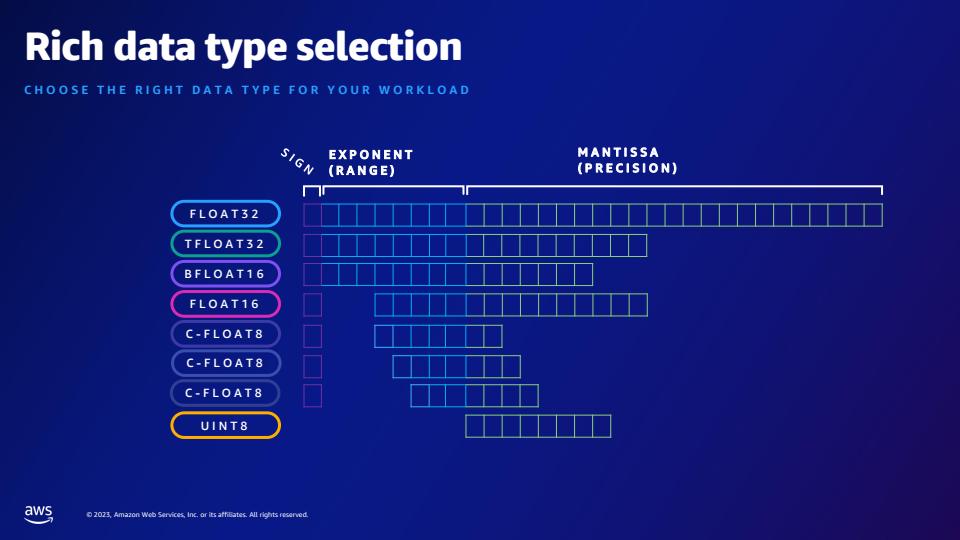 Rich data type selection
CHOOSE THE RIGHT DATA TYPE FOR YOUR WORKLOAD
SIGN
EXPONENT
(RANGE)
MANTISSA
(PRECISION)
FLOAT32
TFLOAT32
BFLOAT16
FLOAT16
C-FLOAT8
C-FLOAT8
C-FLOAT8
UINT8
aws
© 2023, Amazon Web Services, Inc. or its affiliates. All rights reserved.